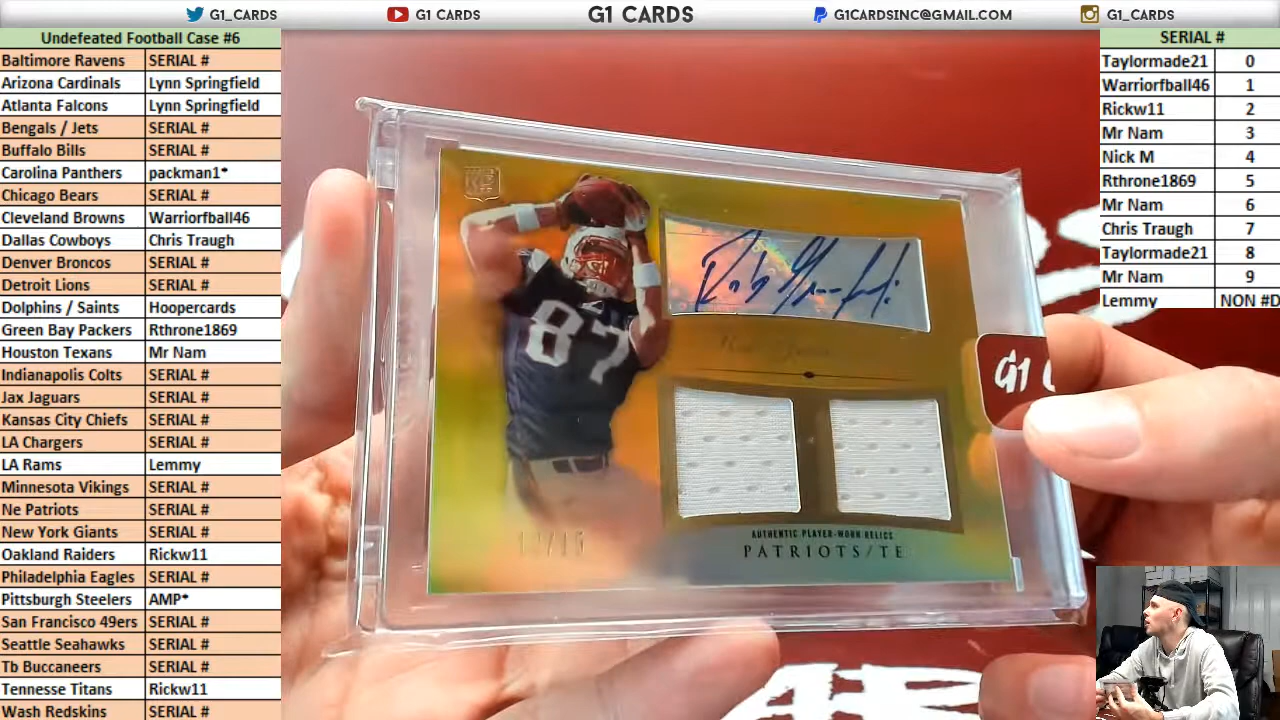 G1_CARDS G1 CARDS G1 CARDS G1CARDSINC@GMAIL.COM G1_CARDS
Undefeated Football Case #6
Baltimore Ravens SERIAL #
Arizona Cardinals Lynn Springfield
Atlanta Falcons Lynn Springfield
Bengals / Jets SERIAL #
Buffalo Bills SERIAL #
Carolina Panthers packman1*
Chicago Bears SERIAL #
Cleveland Browns Warriorfball46
Dallas Cowboys Chris Traugh
Denver Broncos SERIAL #
Detroit Lions SERIAL #
Dolphins / Saints Hoopercards
Green Bay Packers Rthrone1869
Houston Texans Mr Nam
Indianapolis Colts SERIAL #
Jax Jaguars SERIAL #
Kansas City Chiefs SERIAL #
LA Chargers SERIAL #
LA Rams Lemmy
Minnesota Vikings SERIAL #
Ne Patriots SERIAL #
New York Giants SERIAL #
Oakland Raiders Rickw11
Philadelphia Eagles SERIAL #
Pittsburgh Steelers AMP*
San Francisco 49ers SERIAL #
Seattle Seahawks SERIAL #
Tb Buccaneers SERIAL #
Tennesse Titans Rickw11
Wash Redskins SERIAL #
87
G1
AUTHENTIC PLAYER-WORN RELICS
PATRIOTS/TE
SERIAL #
Taylormade21 0
Warriorfball46 1
Rickw11 2
Mr Nam 3
Nick M 4
Rthrone1869 5
Mr Nam 6
Chris Traugh 7
Taylormade21 8
Mr Nam 9
Lemmy NON #D